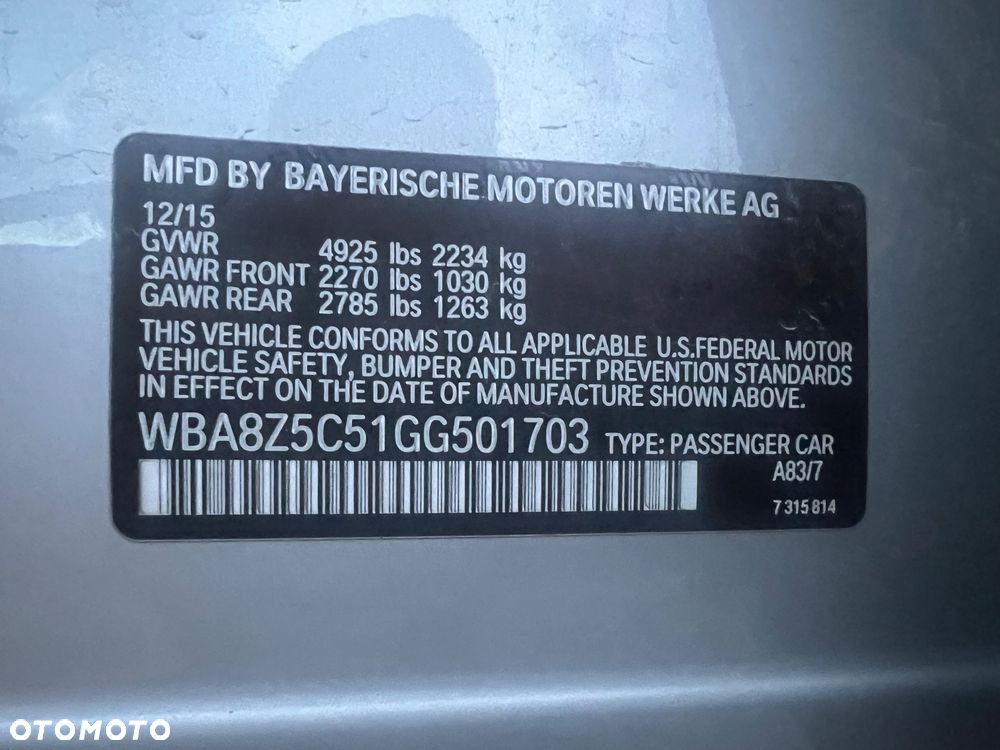 MFD BY BAYERISCHE MOTOREN WERKE AG
12/15
GVWR 4925 lbs 2234 kg
GAWR FRONT 2270 lbs 1030 kg
GAWR REAR 2785 lbs 1263 kg
THIS VEHICLE CONFORMS TO ALL APPLICABLE U.S.FEDERAL MOTOR
VEHICLE SAFETY, BUMPER AND THEFT PREVENTION STANDARDS
IN EFFECT ON THE DATE OF MANUFACTURE SHOWN ABOVE.
WBA8Z5C51GG501703 TYPE: PASSENGER CAR
A83/7
7 315 814
OTOMOTO